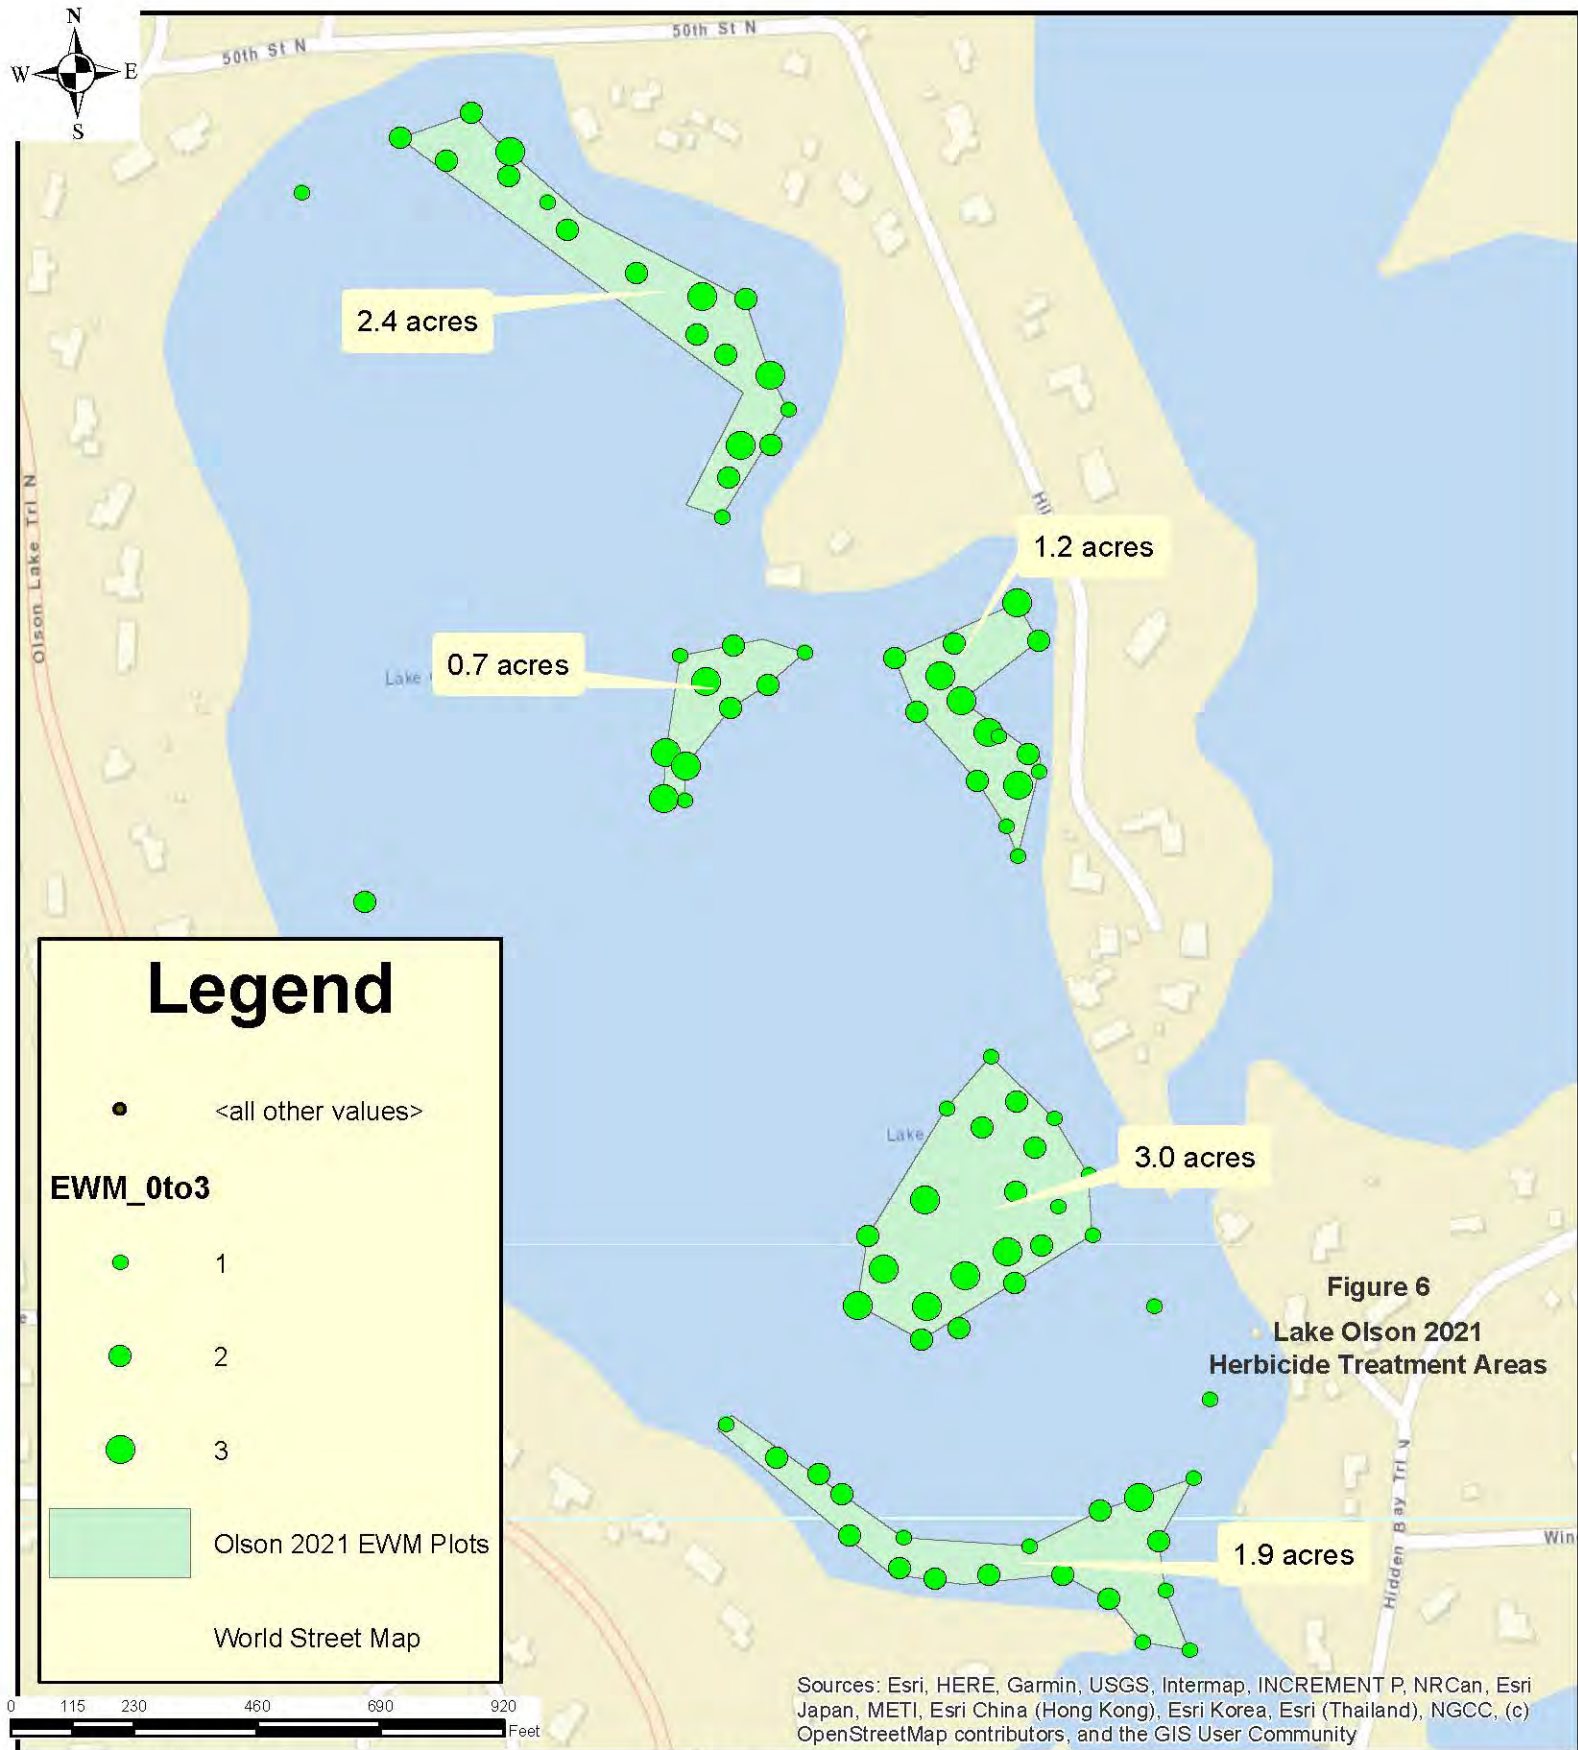 N
W E
S
50th St N
50th St N
2.4 acres
Olson Lake Trl N
Hil
1.2 acres
0.7 acres
Lake
Legend
<all other values>
EWM_0to3
1
2
3
Olson 2021 EWM Plots
World Street Map
Lake
3.0 acres
Figure 6
Lake Olson 2021
Herbicide Treatment Areas
e
Hidden Bay Trl N
Win
1.9 acres
0 115 230 460 690 920
Feet
Sources: Esri, HERE, Garmin, USGS, Intermap, INCREMENT P, NRCan, Esri
Japan, METI, Esri China (Hong Kong), Esri Korea, Esri (Thailand), NGCC, (c)
OpenStreetMap contributors, and the GIS User Community